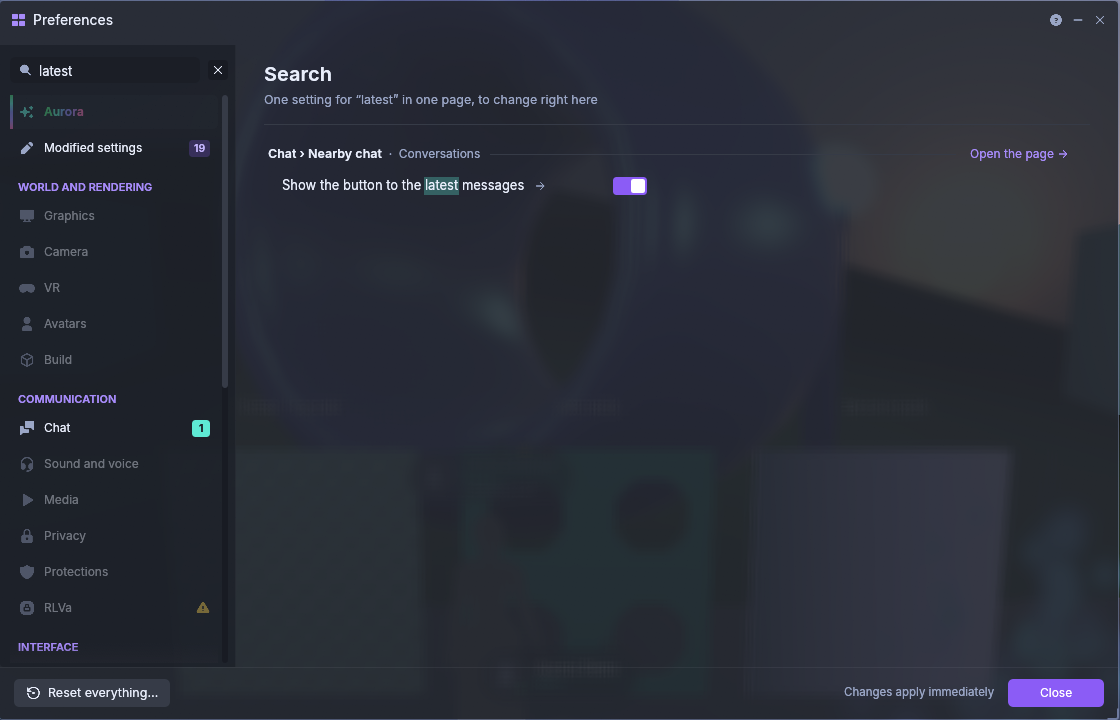 Preferences
latest
Aurora
Modified settings 19
WORLD AND RENDERING
Graphics
Camera
VR
Avatars
Build
COMMUNICATION
Chat 1
Sound and voice
Media
Privacy
Protections
RLVa
INTERFACE
Search
One setting for “latest” in one page, to change right here
Chat › Nearby chat · Conversations Open the page →
Show the button to the latest messages →
Reset everything...
Changes apply immediately
Close